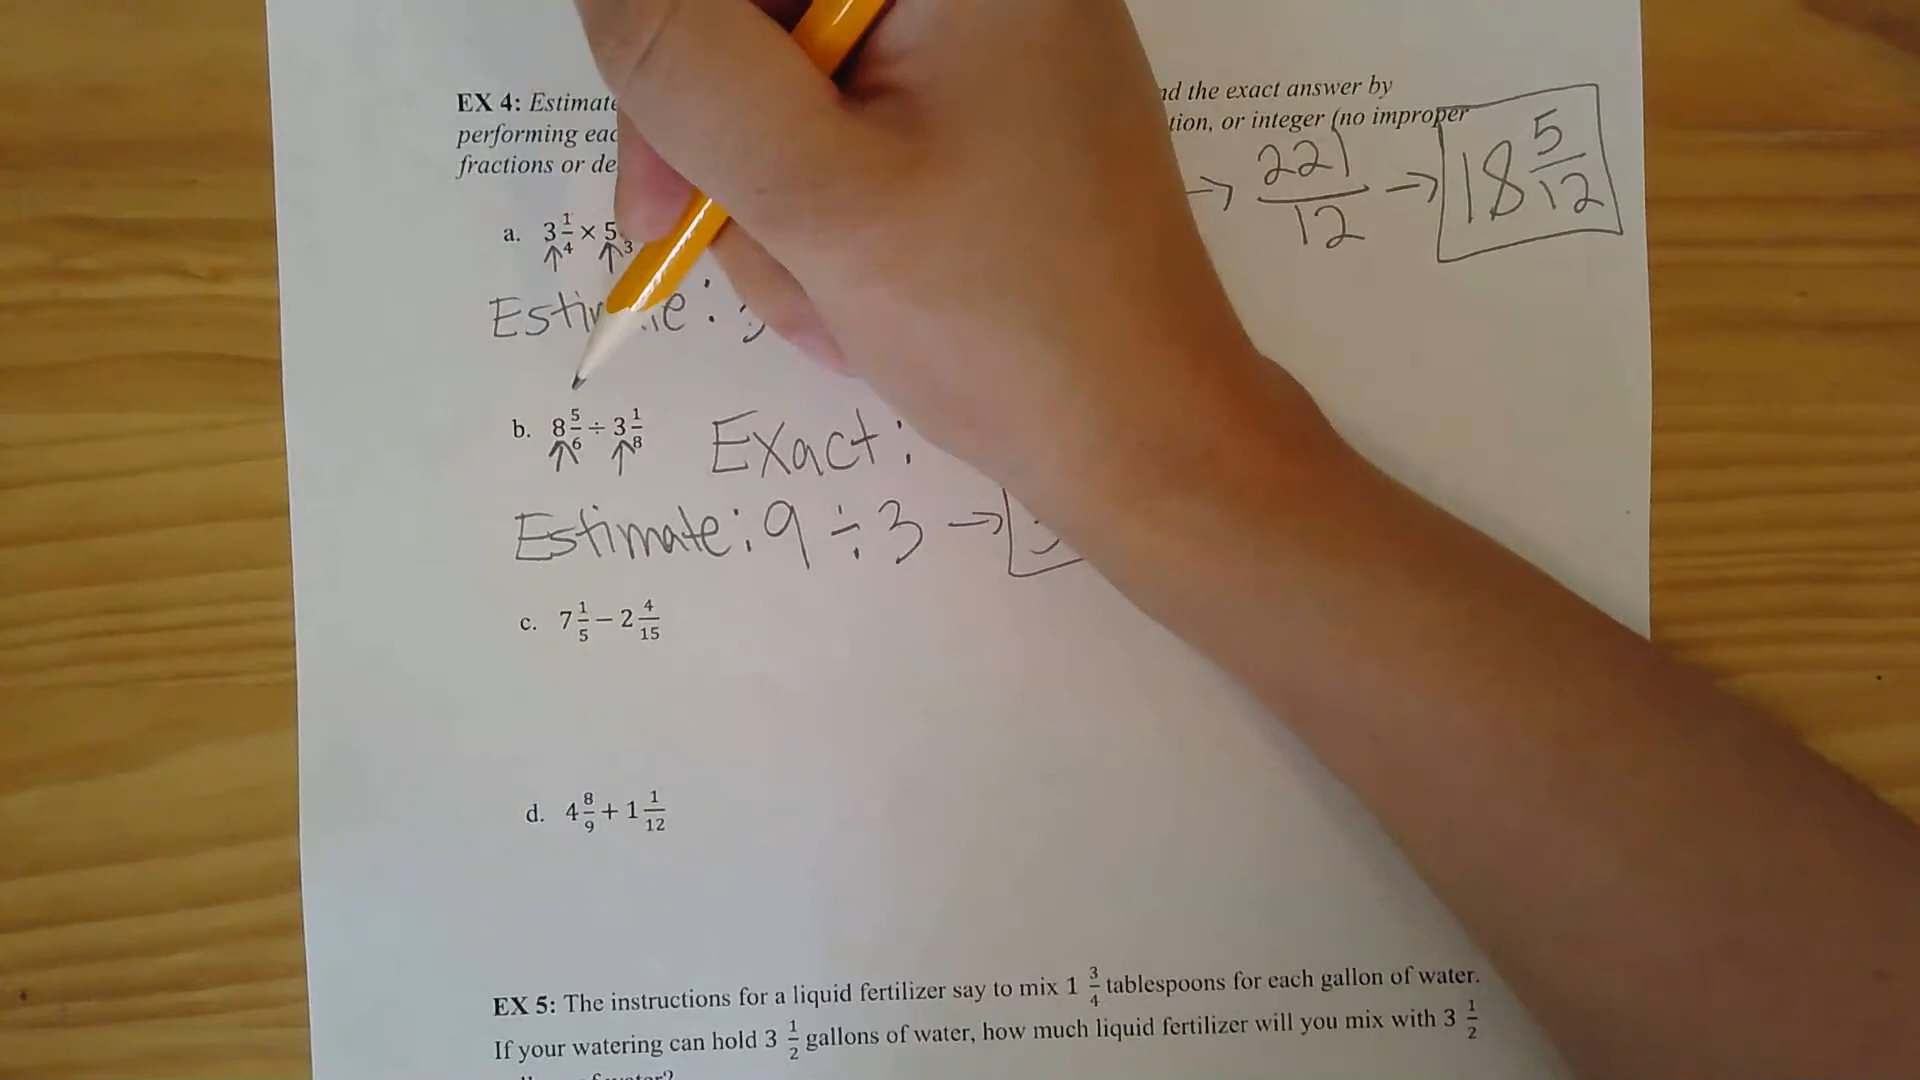 EX 4: Estimate nd the exact answer by
performing eac tion, or integer (no improper
fractions or de
→ 221/12 → 18 5/12
a. 3 1/4 × 5 3
Estimate:
b. 8 5/6 ÷ 3 1/8 Exact:
Estimate: 9 ÷ 3 →
c. 7 1/5 − 2 4/15
d. 4 8/9 + 1 1/12
EX 5: The instructions for a liquid fertilizer say to mix 1 3/4 tablespoons for each gallon of water.
If your watering can hold 3 1/2 gallons of water, how much liquid fertilizer will you mix with 3 1/2